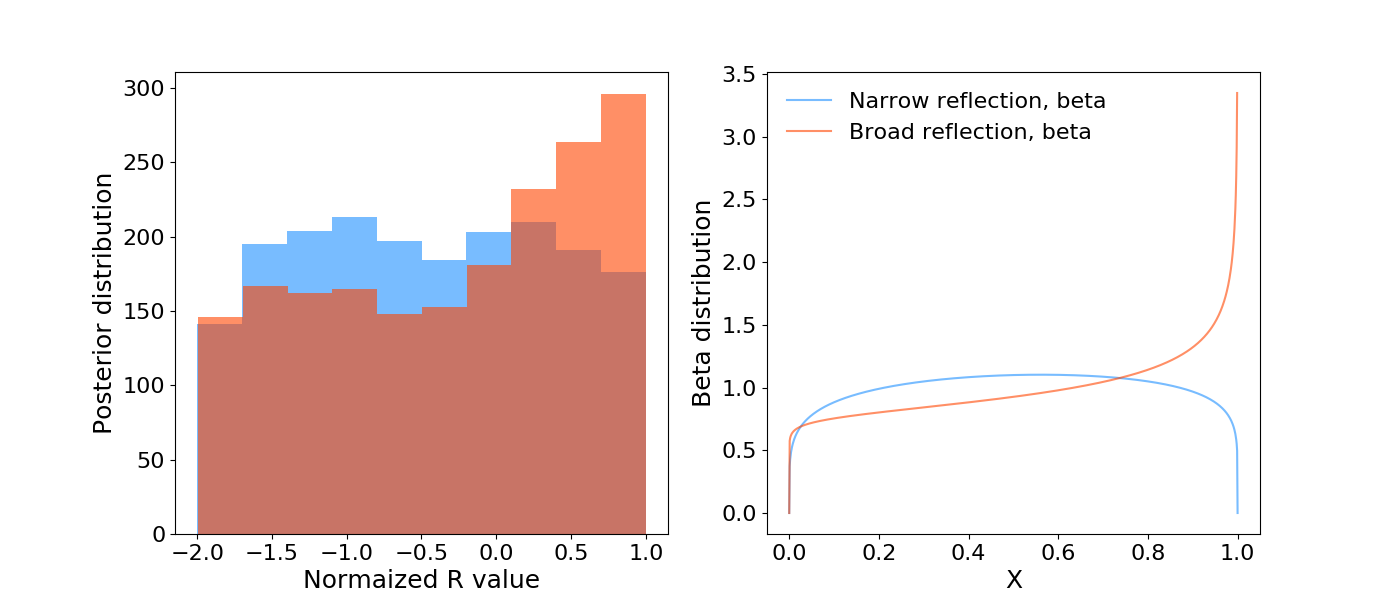 300
250
200
150
100
50
0
Posterior distribution
−2.0 −1.5 −1.0 −0.5 0.0 0.5 1.0
Normaized R value
3.5
3.0
2.5
2.0
1.5
1.0
0.5
0.0
Beta distribution
Narrow reflection, beta
Broad reflection, beta
0.0 0.2 0.4 0.6 0.8 1.0
X